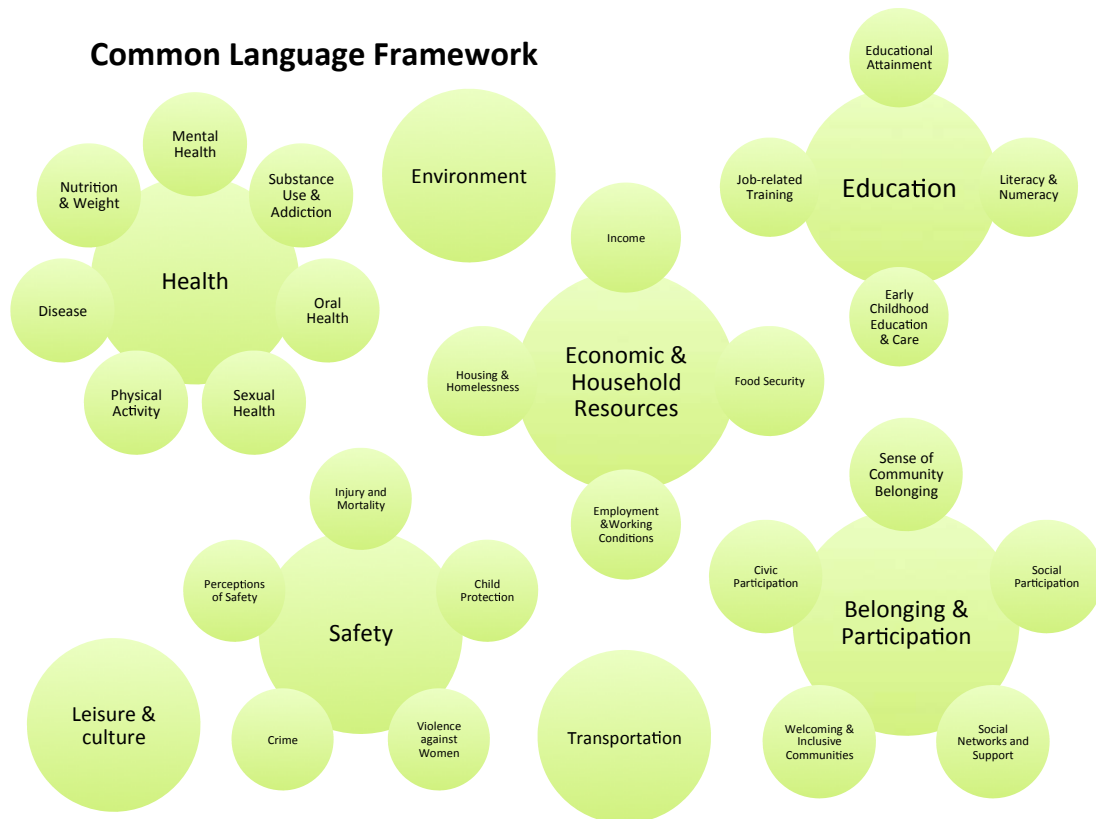 Common Language Framework
Mental
Health
Nutrition
& Weight
Substance
Use &
Addiction
Health
Disease
Oral
Health
Physical
Activity
Sexual
Health
Environment
Educational
Attainment
Job-related
Training
Education
Literacy &
Numeracy
Early
Childhood
Education
& Care
Income
Housing &
Homelessness
Economic &
Household
Resources
Food Security
Employment
&Working
Conditions
Injury and
Mortality
Perceptions
of Safety
Child
Protection
Safety
Crime
Violence
against
Women
Sense of
Community
Belonging
Civic
Participation
Social
Participation
Belonging &
Participation
Welcoming &
Inclusive
Communities
Social
Networks and
Support
Leisure &
culture
Transportation